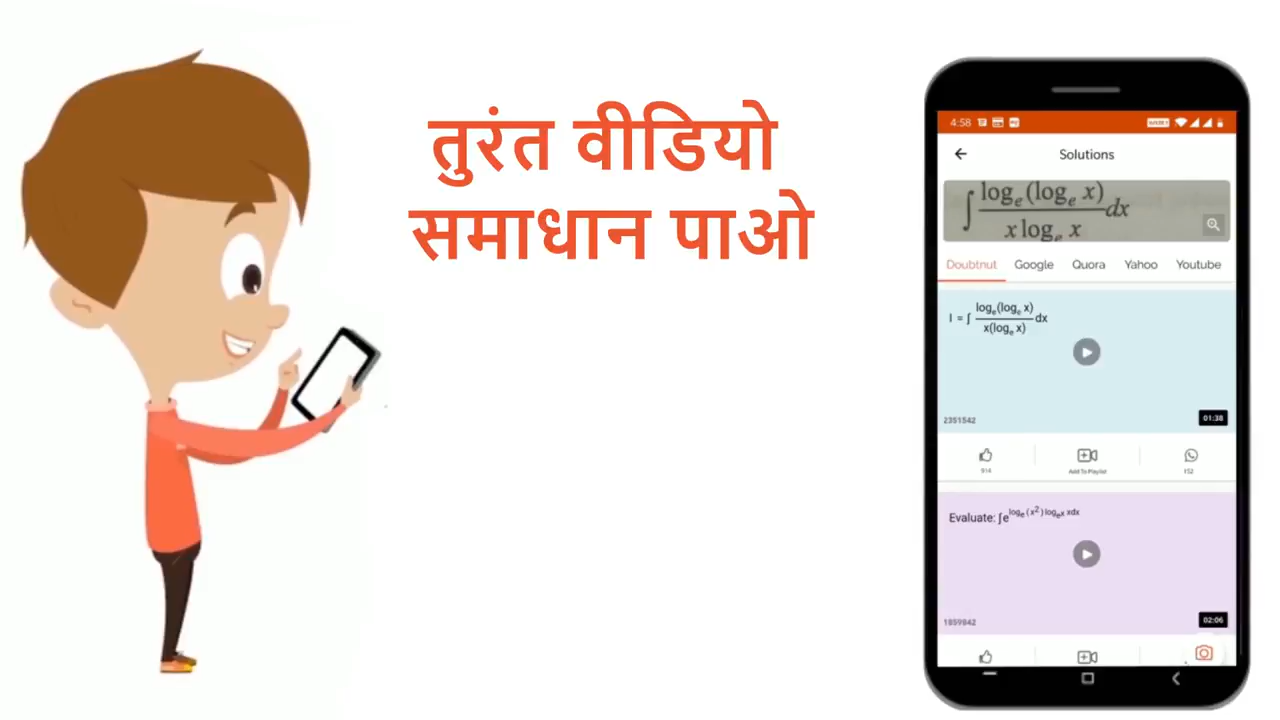 तुरंत वीडियो
समाधान पाओ
4:58
Solutions
∫ logₑ(logₑ x) / x logₑ x dx
Doubtnut Google Quora Yahoo Youtube
I = ∫ logₑ(logₑ x) / x(logₑ x) dx
2351542 01:38
914 Add To Playlist 152
Evaluate: ∫e^logₑ(x²) logₑx xdx
1859842 02:06